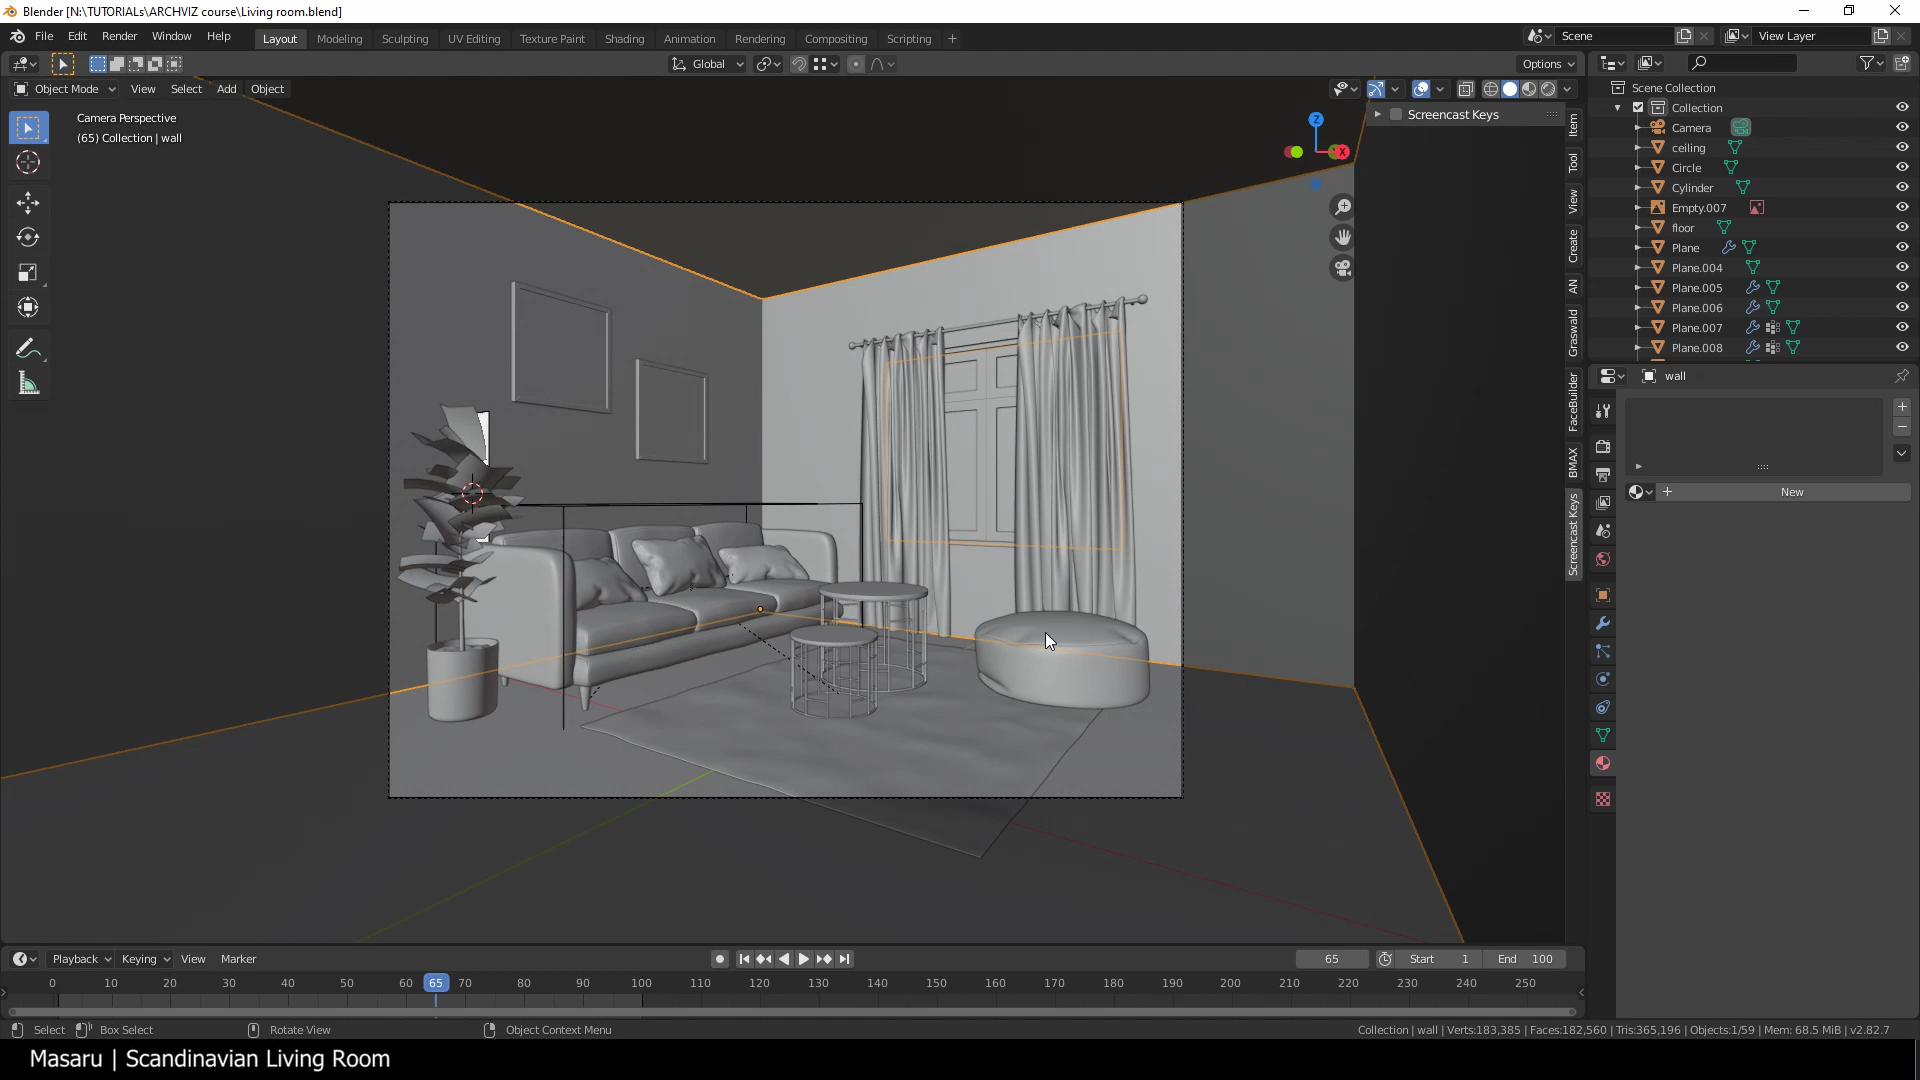 Blender [N:\TUTORIALs\ARCHVIZ course\Living room.blend]
File Edit Render Window Help Layout Modeling Sculpting UV Editing Texture Paint Shading Animation Rendering Compositing Scripting + Scene View Layer
Global Options
Object Mode View Select Add Object
Camera Perspective
(65) Collection | wall
Z
X
Screencast Keys
Item
Tool
View
Create
AN
Graswald
FaceBuilder
BMAX
Screencast Keys
Scene Collection
Collection
Camera
ceiling
Circle
Cylinder
Empty.007
floor
Plane
Plane.004
Plane.005
Plane.006
Plane.007
Plane.008
wall
New
Playback Keying View Marker 65 Start 1 End 100
0 10 20 30 40 50 60 65 70 80 90 100 110 120 130 140 150 160 170 180 190 200 210 220 230 240 250
Select Box Select Rotate View Object Context Menu Collection | wall | Verts:183,385 | Faces:182,560 | Tris:365,196 | Objects:1/59 | Mem: 68.5 MiB | v2.82.7
Masaru | Scandinavian Living Room